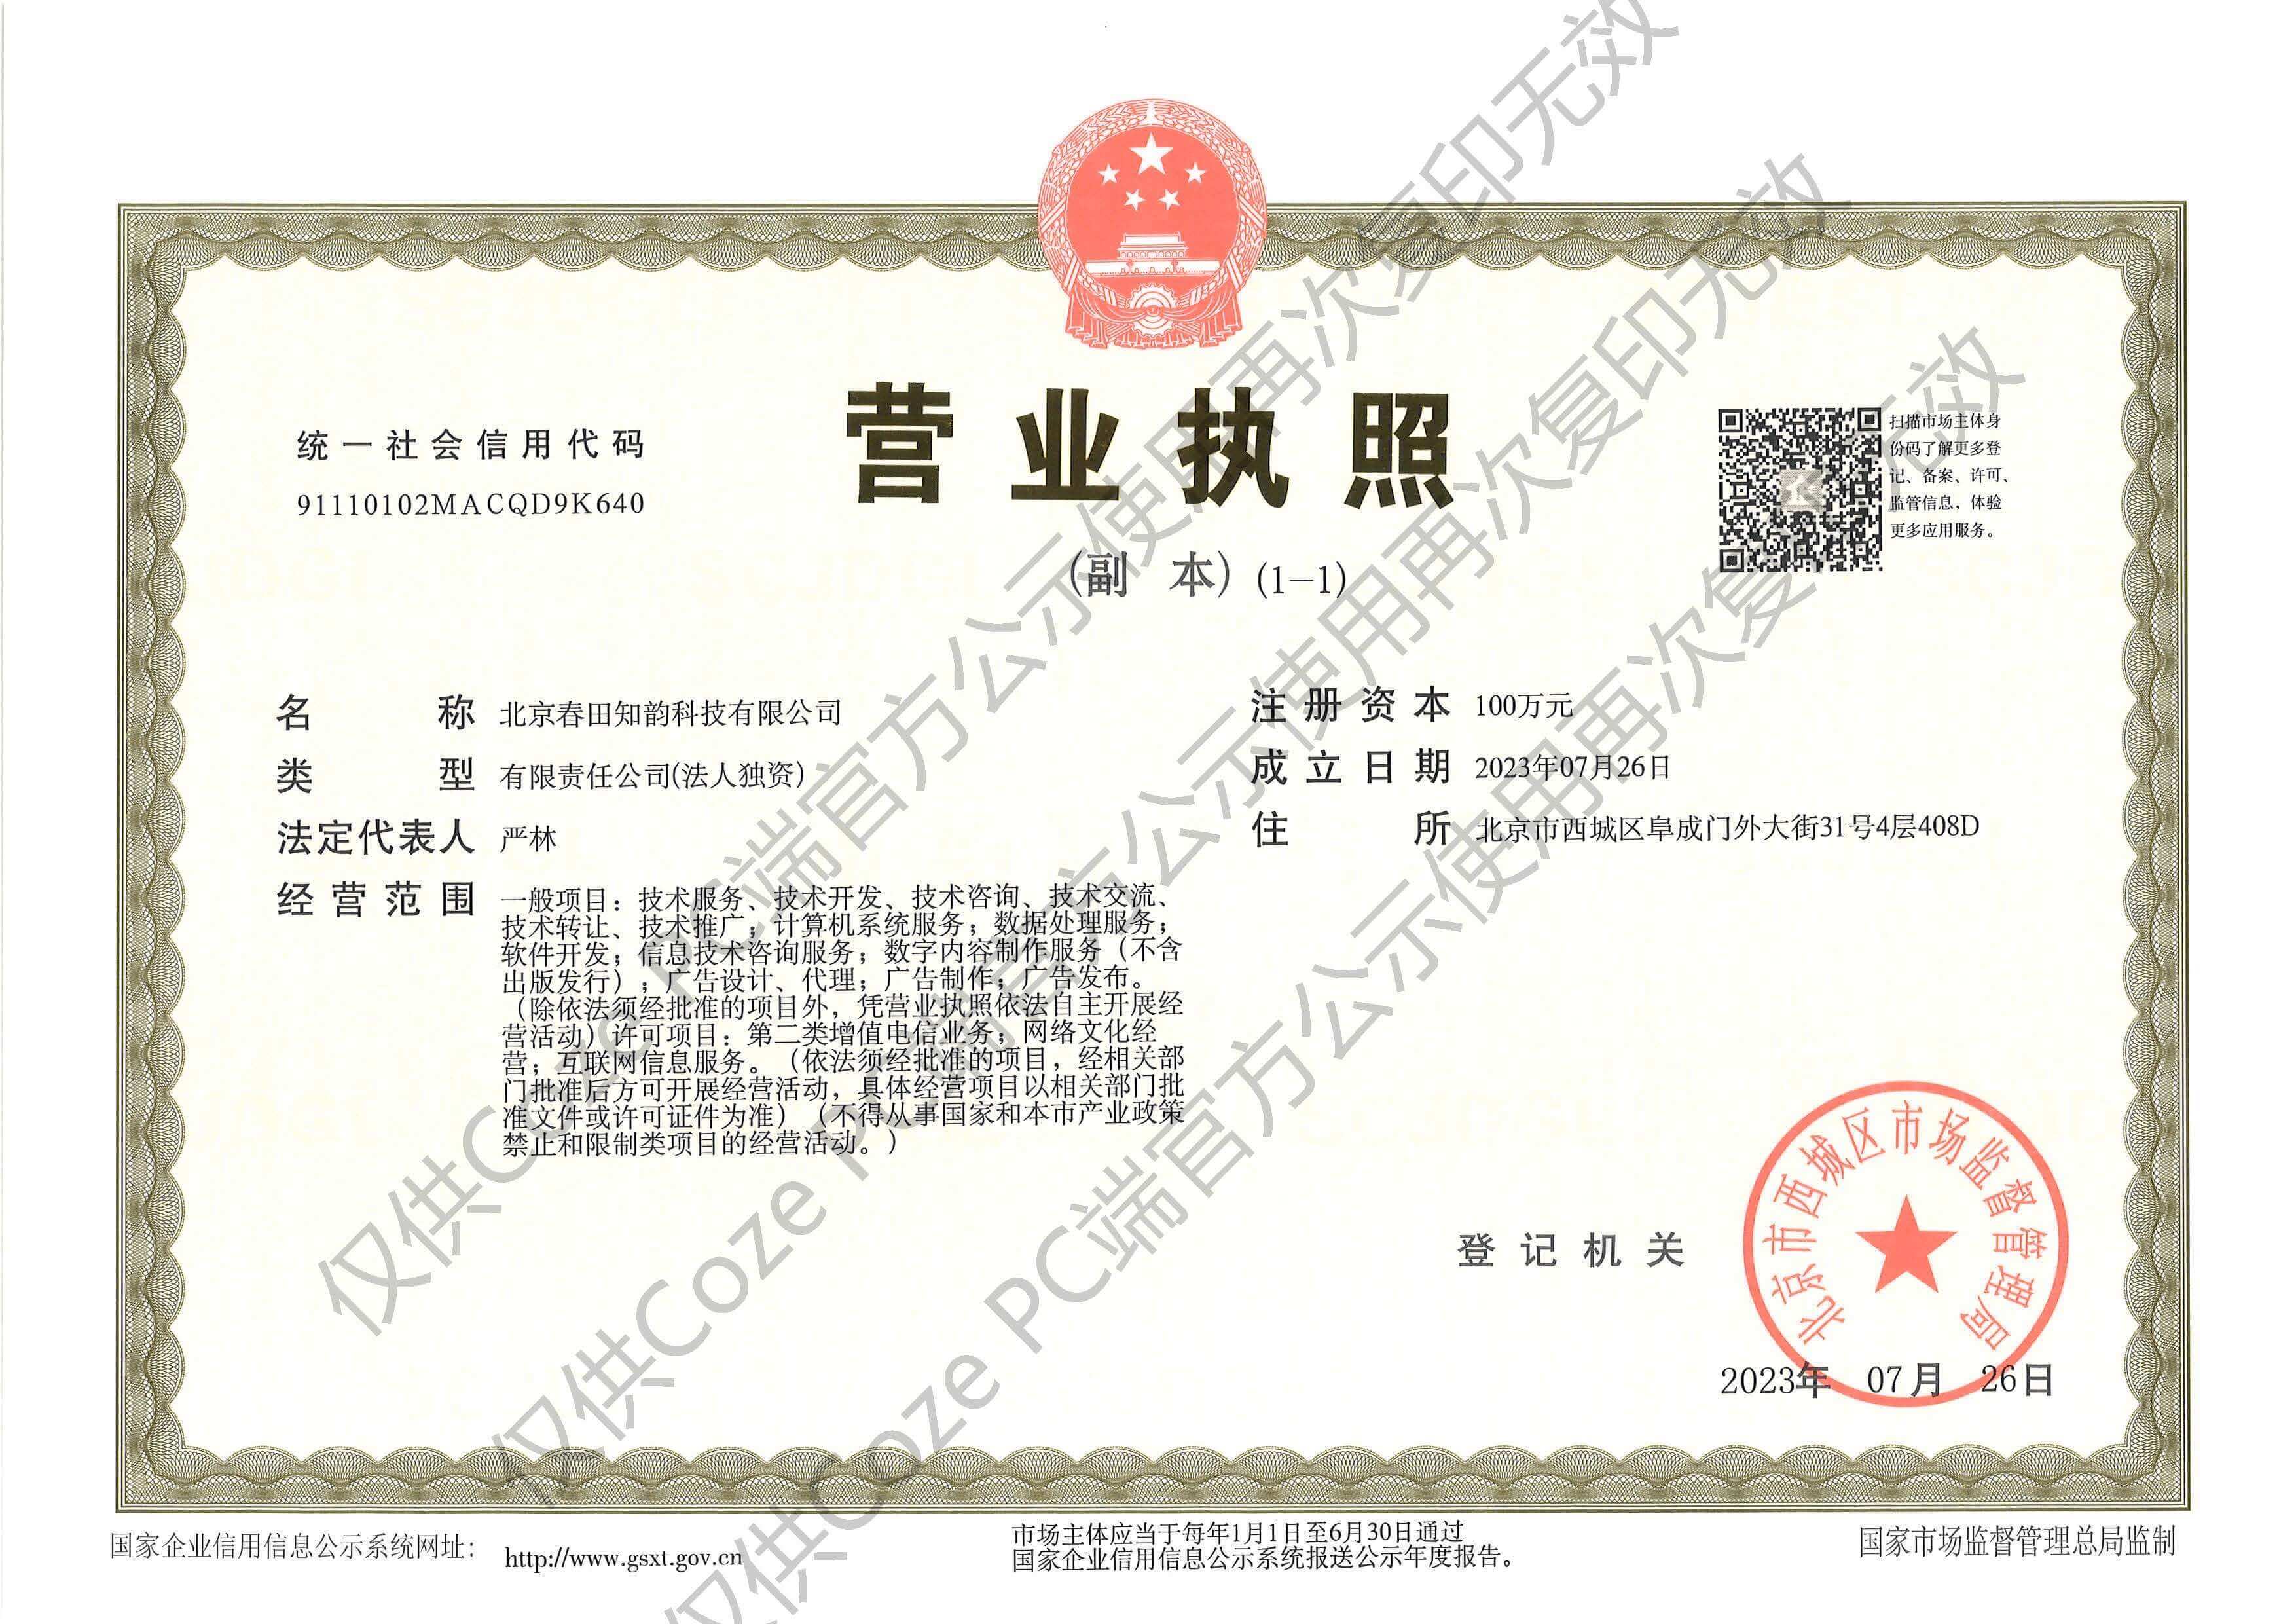 营业执照
(副 本) (1-1)
统一社会信用代码
91110102MACQD9K640
扫描市场主体身
份码了解更多登
记、备案、许可、
监管信息，体验
更多应用服务。
名 称 北京春田知韵科技有限公司
类 型 有限责任公司(法人独资)
法定代表人 严林
经营范围 一般项目：技术服务、技术开发、技术咨询、技术交流、
技术转让、技术推广；计算机系统服务；数据处理服务；
软件开发；信息技术咨询服务；数字内容制作服务（不含
出版发行）；广告设计、代理；广告制作；广告发布。
（除依法须经批准的项目外，凭营业执照依法自主开展经
营活动）许可项目：第二类增值电信业务；网络文化经
营；互联网信息服务。（依法须经批准的项目，经相关部
门批准后方可开展经营活动，具体经营项目以相关部门批
准文件或许可证件为准）（不得从事国家和本市产业政策
禁止和限制类项目的经营活动。）
注册资本 100万元
成立日期 2023年07月26日
住 所 北京市西城区阜成门外大街31号4层408D
登记机关
北京市西城区市场监督管理局
2023年 07月 26日
国家企业信用信息公示系统网址：
http://www.gsxt.gov.cn
市场主体应当于每年1月1日至6月30日通过
国家企业信用信息公示系统报送公示年度报告。
国家市场监督管理总局监制
仅供Coze PC端官方公示使用再次复印无效
仅供Coze PC端官方公示使用再次复印无效
仅供Coze PC端官方公示使用再次复印无效